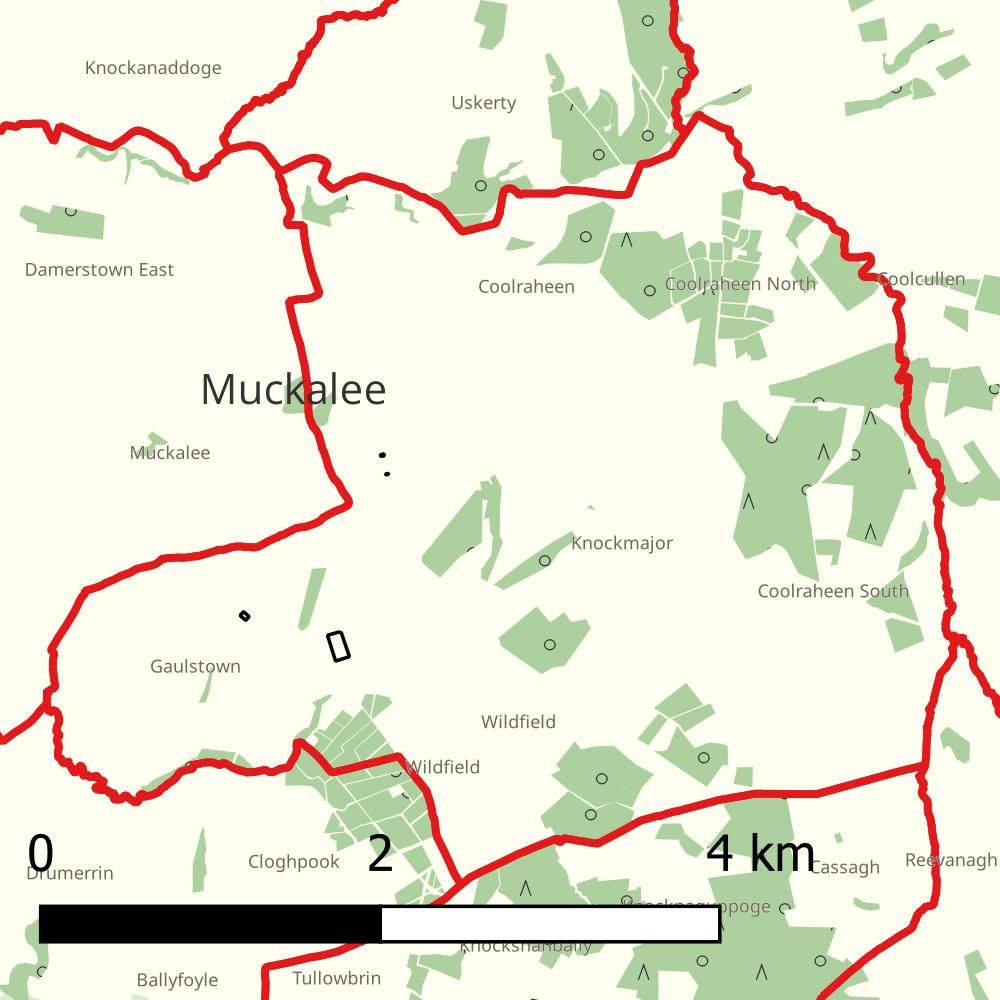 Knockanaddoge
Uskerty
Damerstown East
Coolraheen
Coolraheen North
Coolcullen
Muckalee
Muckalee
Knockmajor
Coolraheen South
Gaulstown
Wildfield
Wildfield
0 2 4 km
Cloghpook
Drumerrin
Cassagh
Reevanagh
Knocknaguppoge
Knockshanbally
Ballyfoyle
Tullowbrin